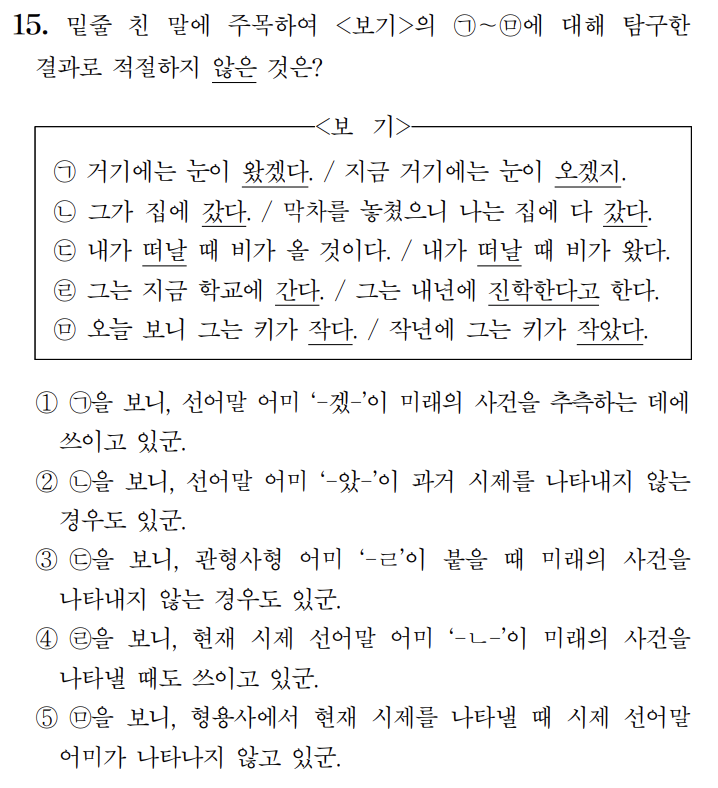 15. 밑줄 친 말에 주목하여 <보기>의 ㉠~㉤에 대해 탐구한
결과로 적절하지 않은 것은?
<보 기>
㉠ 거기에는 눈이 왔겠다. / 지금 거기에는 눈이 오겠지.
㉡ 그가 집에 갔다. / 막차를 놓쳤으니 나는 집에 다 갔다.
㉢ 내가 떠날 때 비가 올 것이다. / 내가 떠날 때 비가 왔다.
㉣ 그는 지금 학교에 간다. / 그는 내년에 진학한다고 한다.
㉤ 오늘 보니 그는 키가 작다. / 작년에 그는 키가 작았다.
① ㉠을 보니, 선어말 어미 ‘-겠-’이 미래의 사건을 추측하는 데에
쓰이고 있군.
② ㉡을 보니, 선어말 어미 ‘-았-’이 과거 시제를 나타내지 않는
경우도 있군.
③ ㉢을 보니, 관형사형 어미 ‘-ㄹ’이 붙을 때 미래의 사건을
나타내지 않는 경우도 있군.
④ ㉣을 보니, 현재 시제 선어말 어미 ‘-ㄴ-’이 미래의 사건을
나타낼 때도 쓰이고 있군.
⑤ ㉤을 보니, 형용사에서 현재 시제를 나타낼 때 시제 선어말
어미가 나타나지 않고 있군.